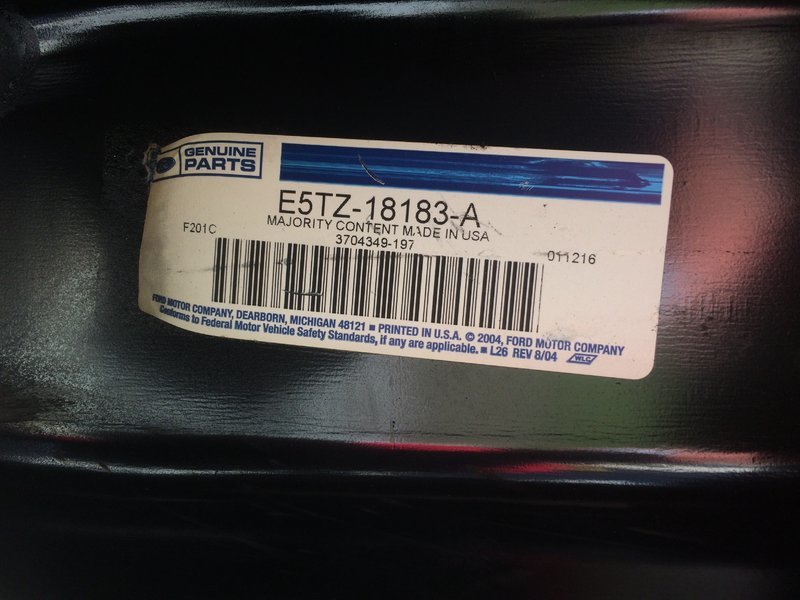 GENUINE
PARTS
E5TZ-18183-A
MAJORITY CONTENT MADE IN USA
F201C
3704349-197
011216
FORD MOTOR COMPANY, DEARBORN, MICHIGAN 48121 ■ PRINTED IN U.S.A. © 2004, FORD MOTOR COMPANY
Conforms to Federal Motor Vehicle Safety Standards, if any are applicable. ■ L26 REV 8/04 WLC